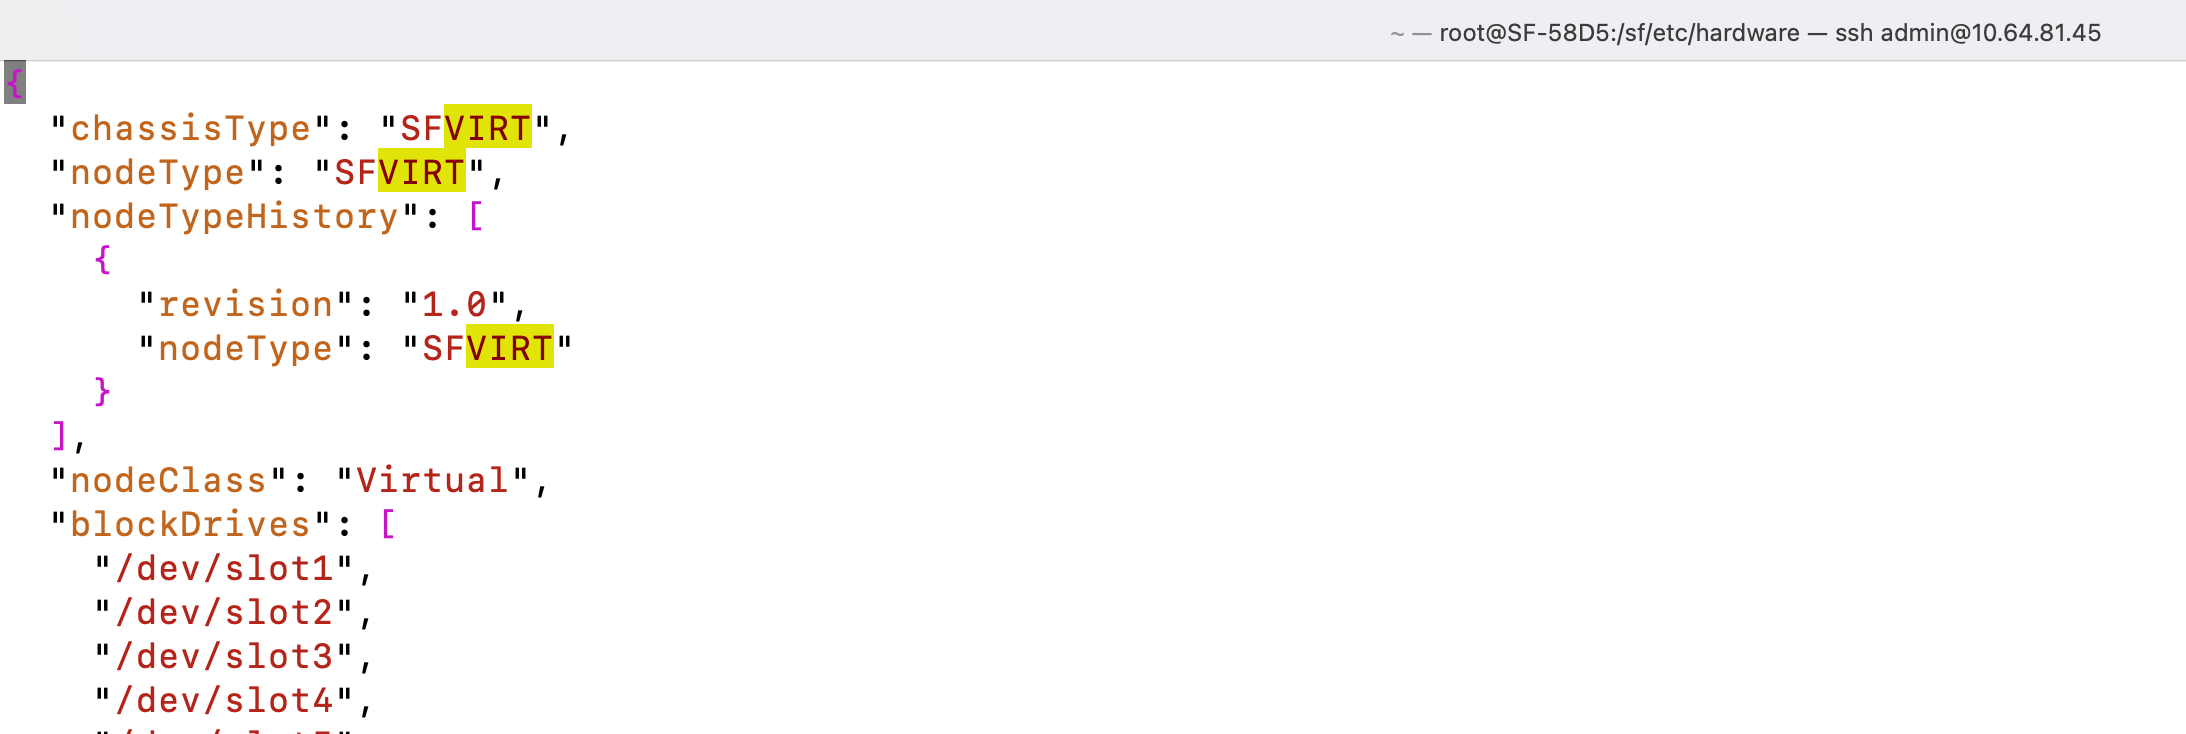 ~ — root@SF-58D5:/sf/etc/hardware — ssh admin@10.64.81.45
{
"chassisType": "SFVIRT",
"nodeType": "SFVIRT",
"nodeTypeHistory": [
{
"revision": "1.0",
"nodeType": "SFVIRT"
}
],
"nodeClass": "Virtual",
"blockDrives": [
"/dev/slot1",
"/dev/slot2",
"/dev/slot3",
"/dev/slot4",